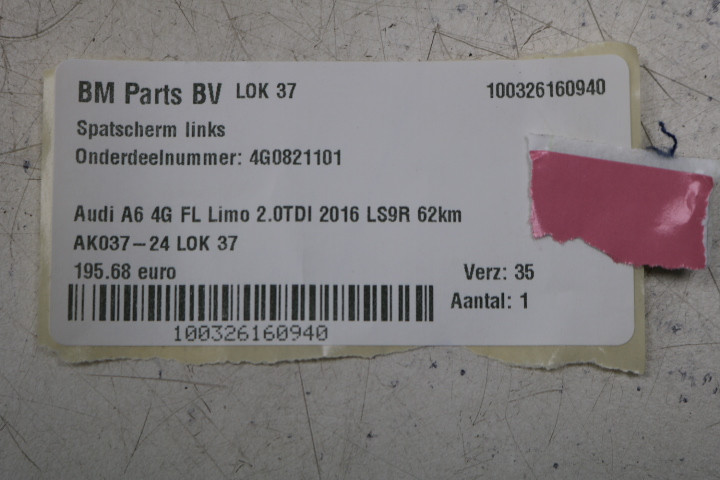 BM Parts BV LOK 37 100326160940
Spatscherm links
Onderdeelnummer: 4G0821101
Audi A6 4G FL Limo 2.0TDI 2016 LS9R 62km
AK037-24 LOK 37
195.68 euro Verz: 35
Aantal: 1
100326160940